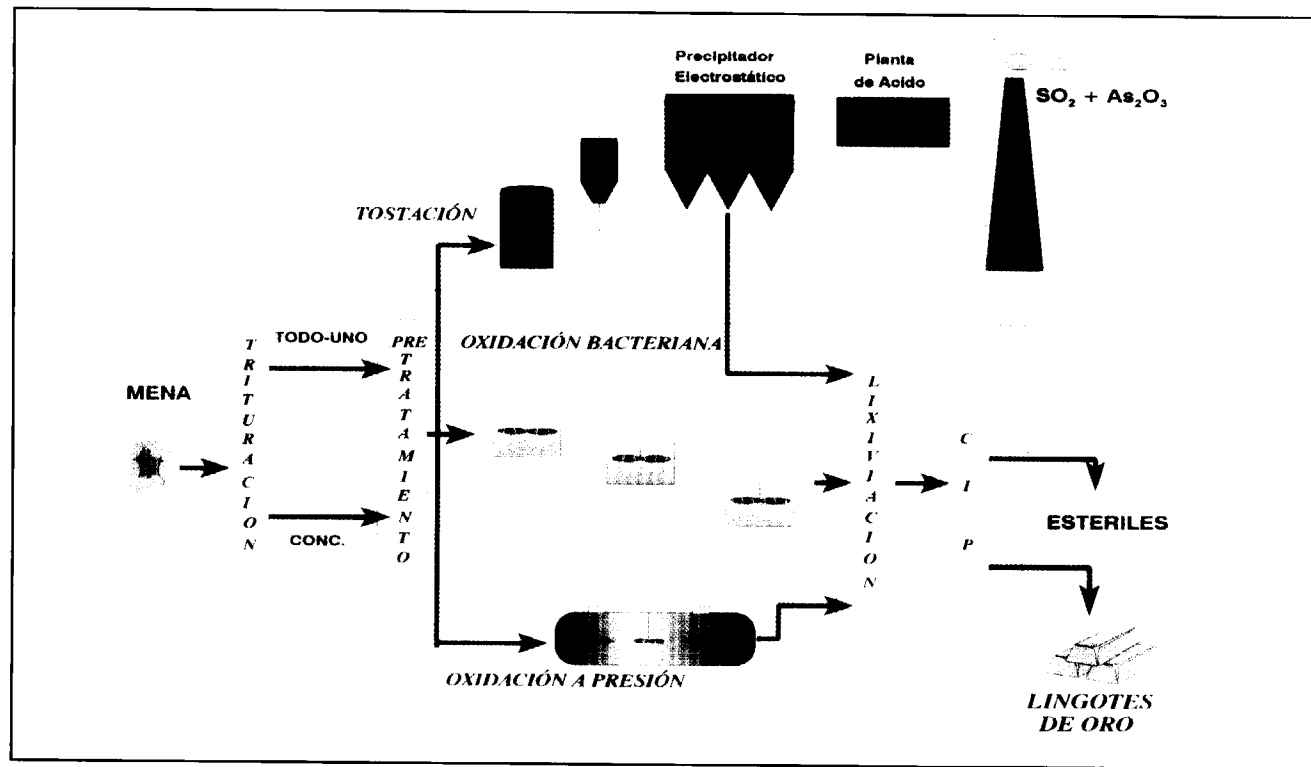 Precipitador
Electrostático
Planta
de Acido
SO₂ + As₂O₃
TOSTACIÓN
TODO-UNO
PRE
TRATAMIENTO
OXIDACIÓN BACTERIANA
MENA
TRITURACION
LIXIVIACION
CIP
CONC.
ESTERILES
OXIDACIÓN A PRESIÓN
LINGOTES
DE ORO